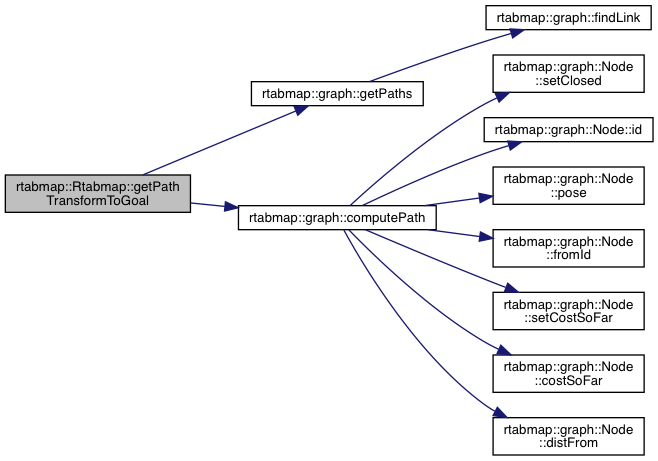 rtabmap::Rtabmap::getPath
TransformToGoal
rtabmap::graph::getPaths
rtabmap::graph::findLink
rtabmap::graph::computePath
rtabmap::graph::Node
::setClosed
rtabmap::graph::Node::id
rtabmap::graph::Node
::pose
rtabmap::graph::Node
::fromId
rtabmap::graph::Node
::setCostSoFar
rtabmap::graph::Node
::costSoFar
rtabmap::graph::Node
::distFrom